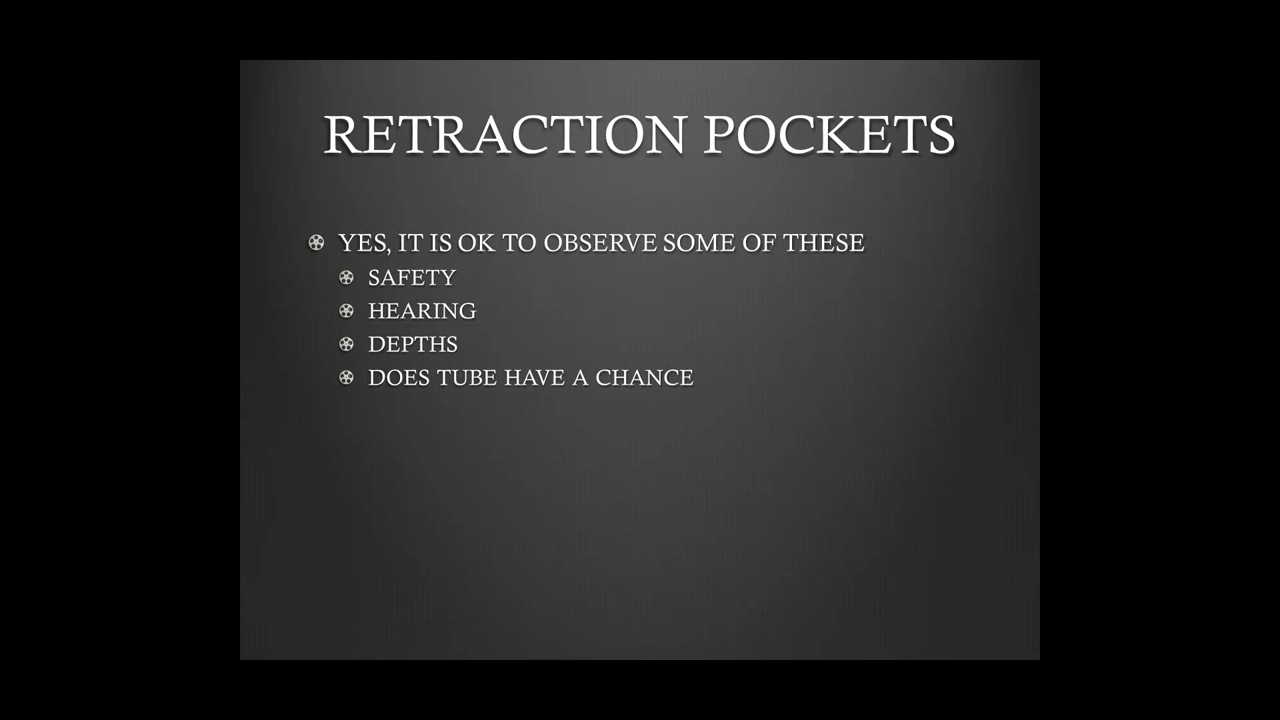 RETRACTION POCKETS
YES, IT IS OK TO OBSERVE SOME OF THESE
SAFETY
HEARING
DEPTHS
DOES TUBE HAVE A CHANCE